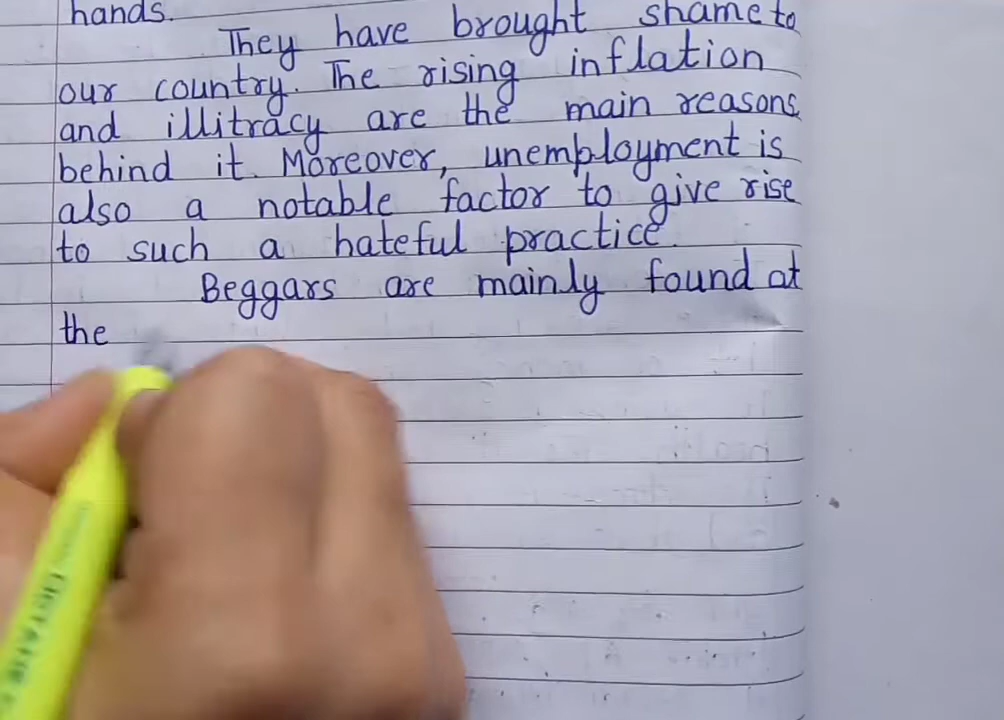 hands.
They have brought shame to
our country. The rising inflation
and illitracy are the main reasons
behind it. Moreover, unemployment is
also a notable factor to give rise
to such a hateful practice.
Beggars are mainly found at
the